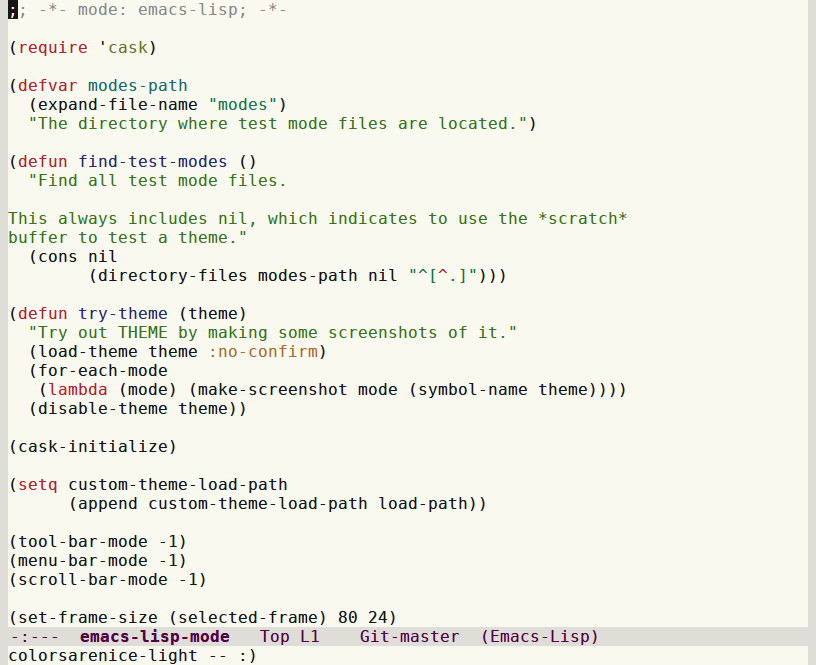 ;; -*- mode: emacs-lisp; -*-

(require 'cask)

(defvar modes-path
  (expand-file-name "modes")
  "The directory where test mode files are located.")

(defun find-test-modes ()
  "Find all test mode files.

This always includes nil, which indicates to use the *scratch*
buffer to test a theme."
  (cons nil
        (directory-files modes-path nil "^[^.]")))

(defun try-theme (theme)
  "Try out THEME by making some screenshots of it."
  (load-theme theme :no-confirm)
  (for-each-mode
   (lambda (mode) (make-screenshot mode (symbol-name theme))))
  (disable-theme theme))

(cask-initialize)

(setq custom-theme-load-path
      (append custom-theme-load-path load-path))

(tool-bar-mode -1)
(menu-bar-mode -1)
(scroll-bar-mode -1)

(set-frame-size (selected-frame) 80 24)
-:---  emacs-lisp-mode   Top L1    Git-master  (Emacs-Lisp)
colorsarenice-light -- :)